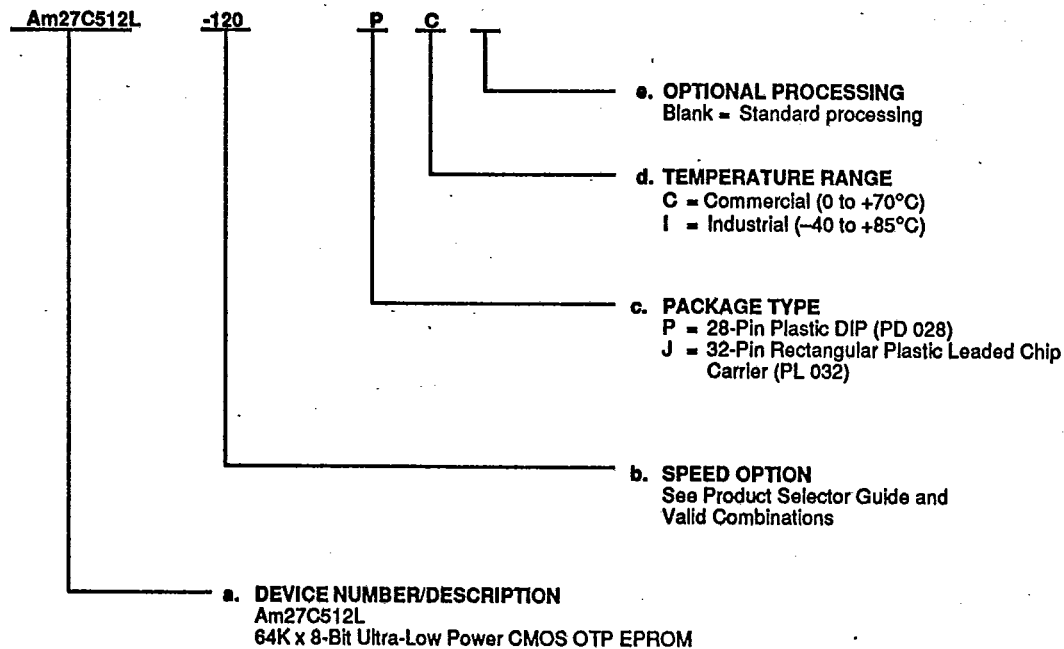 Am27C512L -120 P C
e. OPTIONAL PROCESSING
Blank = Standard processing
d. TEMPERATURE RANGE
C = Commercial (0 to +70°C)
I = Industrial (–40 to +85°C)
c. PACKAGE TYPE
P = 28-Pin Plastic DIP (PD 028)
J = 32-Pin Rectangular Plastic Leaded Chip
Carrier (PL 032)
b. SPEED OPTION
See Product Selector Guide and
Valid Combinations
a. DEVICE NUMBER/DESCRIPTION
Am27C512L
64K x 8-Bit Ultra-Low Power CMOS OTP EPROM